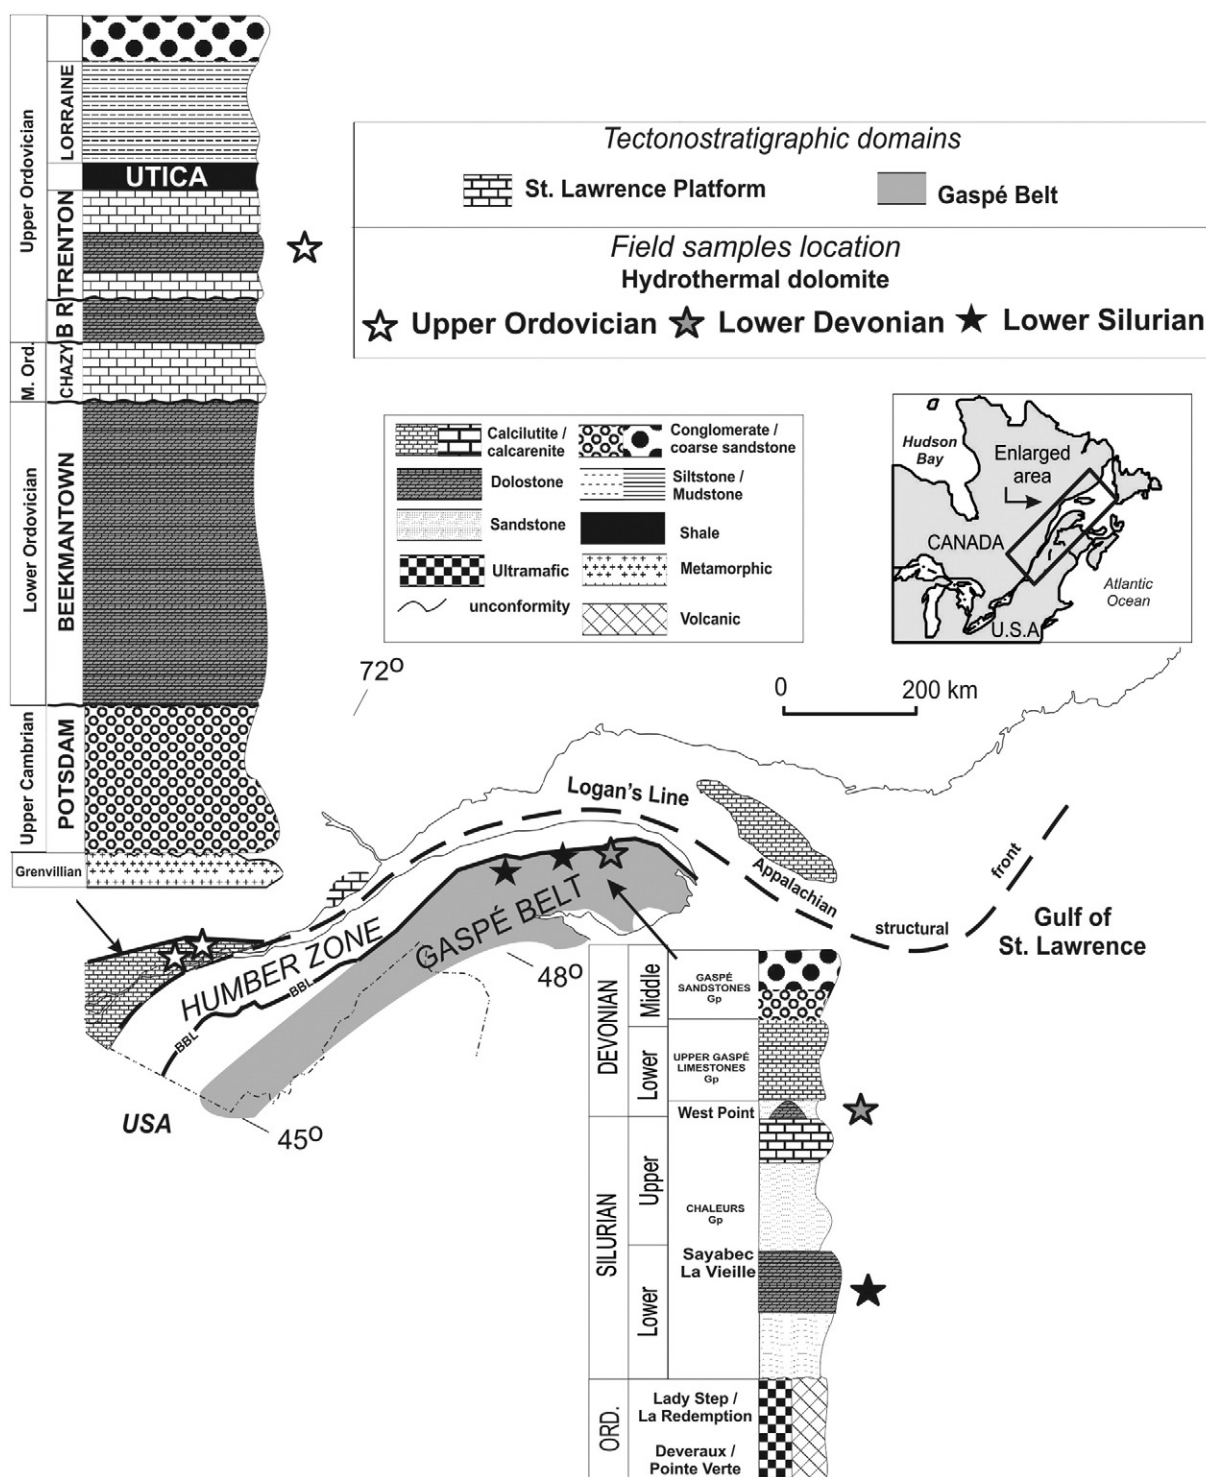 Upper Ordovician
LORRAINE
UTICA
TRENTON
B R
M. Ord.
CHAZY
Lower Ordovician
BEEKMANTOWN
Upper Cambrian
POTSDAM
Grenvillian
Tectonostratigraphic domains
St. Lawrence Platform
Gaspé Belt
Field samples location
Hydrothermal dolomite
Upper Ordovician
Lower Devonian
Lower Silurian
Calcilutite /
calcarenite
Conglomerate /
coarse sandstone
Dolostone
Siltstone /
Mudstone
Sandstone
Shale
Ultramafic
Metamorphic
unconformity
Volcanic
Hudson
Bay
Enlarged
area
CANADA
Atlantic
Ocean
U.S.A
72o
0
200 km
Logan's Line
Appalachian
structural
front
Gulf of
St. Lawrence
HUMBER ZONE
GASPÉ BELT
BBL
BBL
48o
45o
USA
DEVONIAN
Middle
GASPÉ
SANDSTONES
Gp
Lower
UPPER GASPÉ
LIMESTONES
Gp
West Point
SILURIAN
Upper
CHALEURS
Gp
Sayabec
La Vieille
Lower
ORD.
Lady Step /
La Redemption
Deveraux /
Pointe Verte